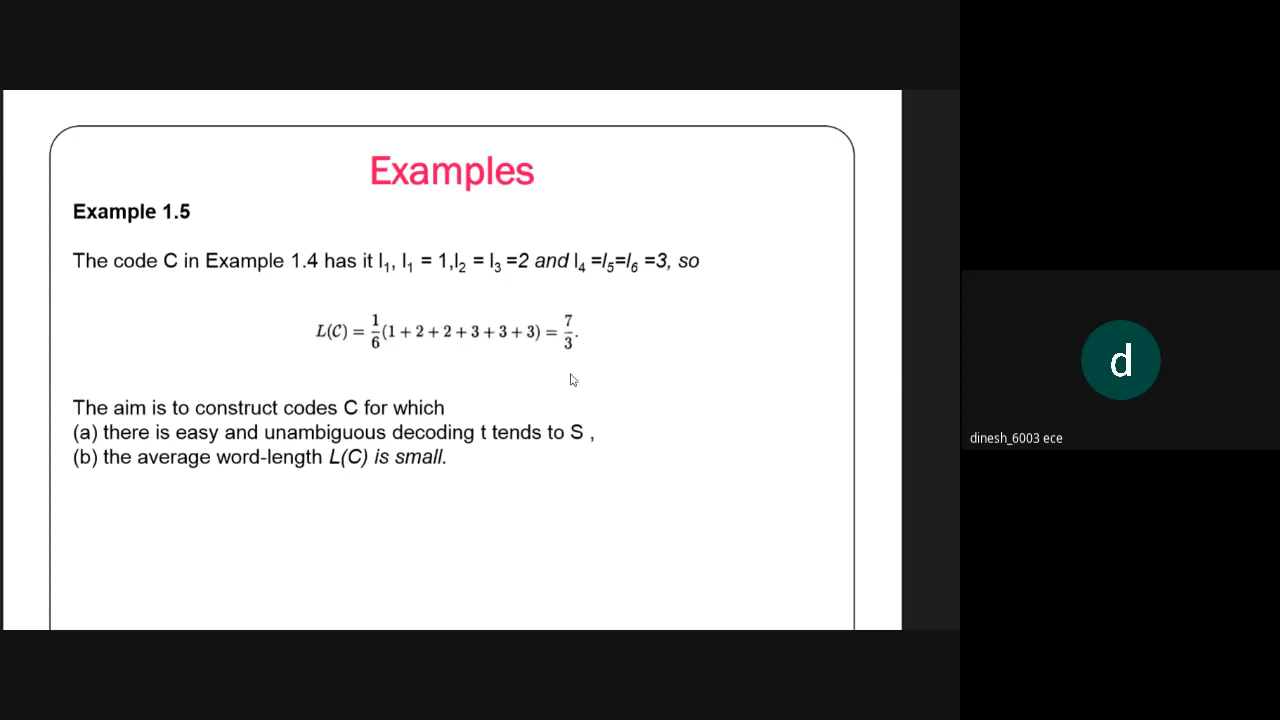 Examples
Example 1.5
The code C in Example 1.4 has it l₁, l₁ = 1,l₂ = l₃ =2 and l₄ =l₅=l₆ =3, so
L(𝒞) = 1/6(1 + 2 + 2 + 3 + 3 + 3) = 7/3.
The aim is to construct codes C for which
(a) there is easy and unambiguous decoding t tends to S ,
(b) the average word-length L(C) is small.
d
dinesh_6003 ece